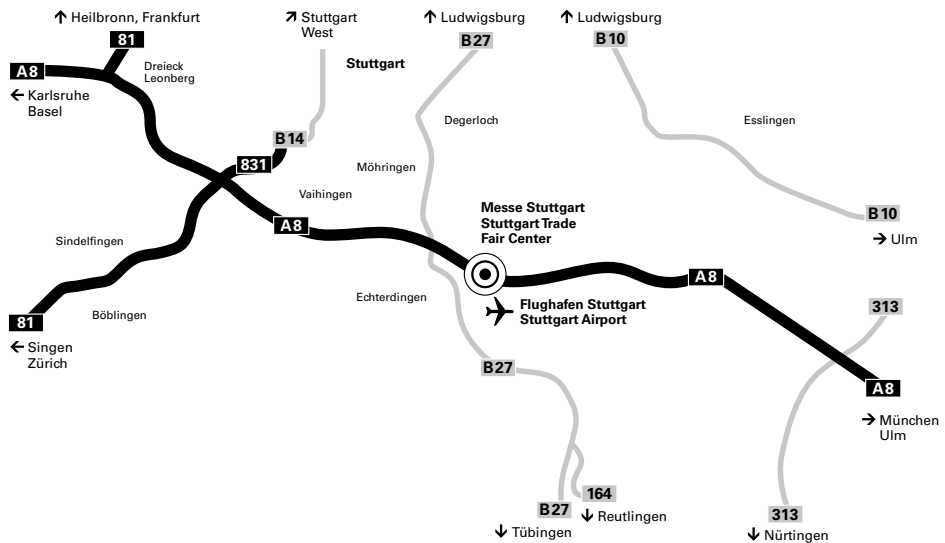 ↑ Heilbronn, Frankfurt
↗ Stuttgart
West
↑ Ludwigsburg
↑ Ludwigsburg
81
B27
B10
A8
Dreieck
Leonberg
Stuttgart
← Karlsruhe
Basel
Degerloch
Esslingen
B14
831
Möhringen
Vaihingen
A8
Messe Stuttgart
Stuttgart Trade
Fair Center
B10
→ Ulm
Sindelfingen
A8
Echterdingen
Flughafen Stuttgart
Stuttgart Airport
313
Böblingen
81
← Singen
Zürich
B27
A8
→ München
Ulm
164
↓ Reutlingen
B27
↓ Tübingen
313
↓ Nürtingen